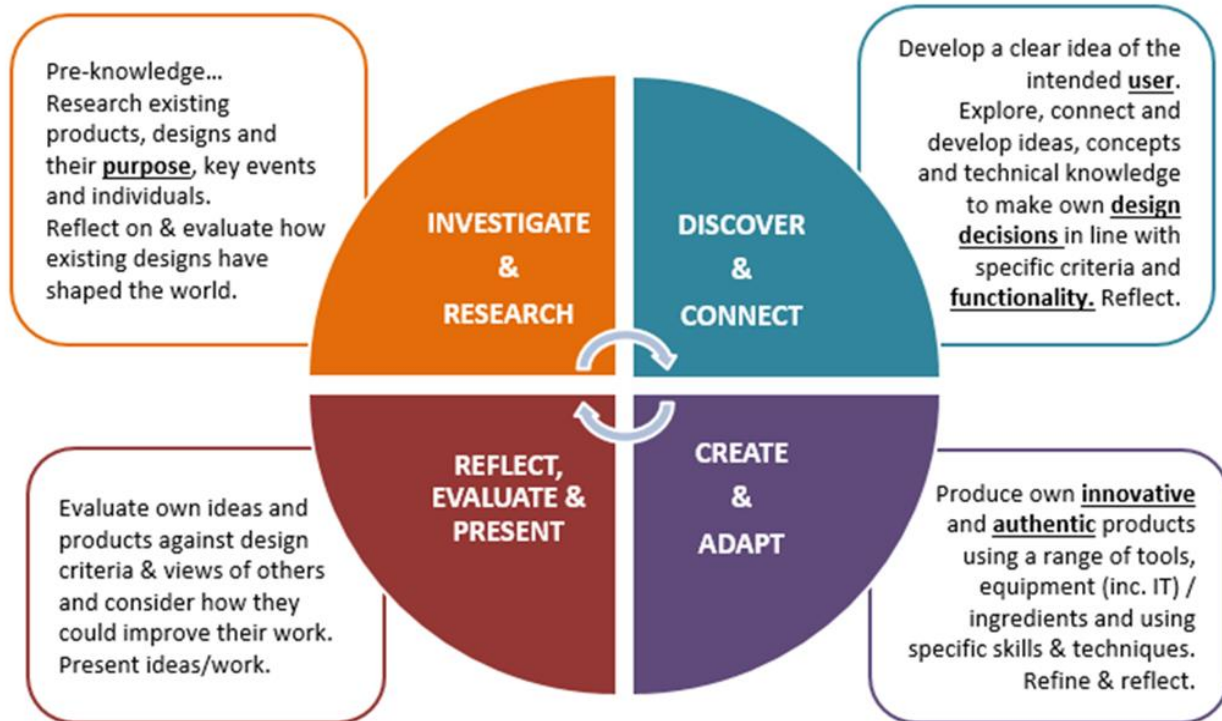 Pre-knowledge…
Research existing
products, designs and
their purpose, key events
and individuals.
Reflect on & evaluate how
existing designs have
shaped the world.
INVESTIGATE
&
RESEARCH
DISCOVER
&
CONNECT
Develop a clear idea of the
intended user.
Explore, connect and
develop ideas, concepts
and technical knowledge
to make own design
decisions in line with
specific criteria and
functionality. Reflect.
Evaluate own ideas and
products against design
criteria & views of others
and consider how they
could improve their work.
Present ideas/work.
REFLECT,
EVALUATE &
PRESENT
CREATE
&
ADAPT
Produce own innovative
and authentic products
using a range of tools,
equipment (inc. IT) /
ingredients and using
specific skills & techniques.
Refine & reflect.